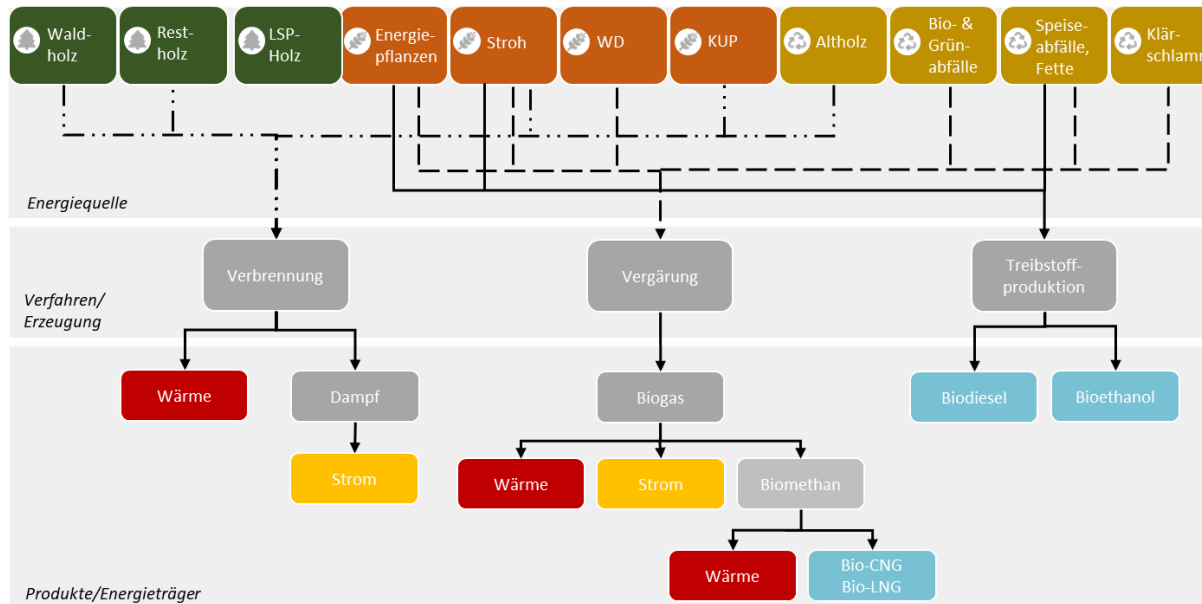 Wald-
holz
Rest-
holz
LSP-
Holz
Energie-
pflanzen
Stroh
WD
KUP
Altholz
Bio- &
Grün-
abfälle
Speise-
abfälle,
Fette
Klär-
schlamm
Energiequelle
Verbrennung
Vergärung
Treibstoff-
produktion
Verfahren/
Erzeugung
Wärme
Dampf
Biogas
Biodiesel
Bioethanol
Strom
Wärme
Strom
Biomethan
Wärme
Bio-CNG
Bio-LNG
Produkte/Energieträger